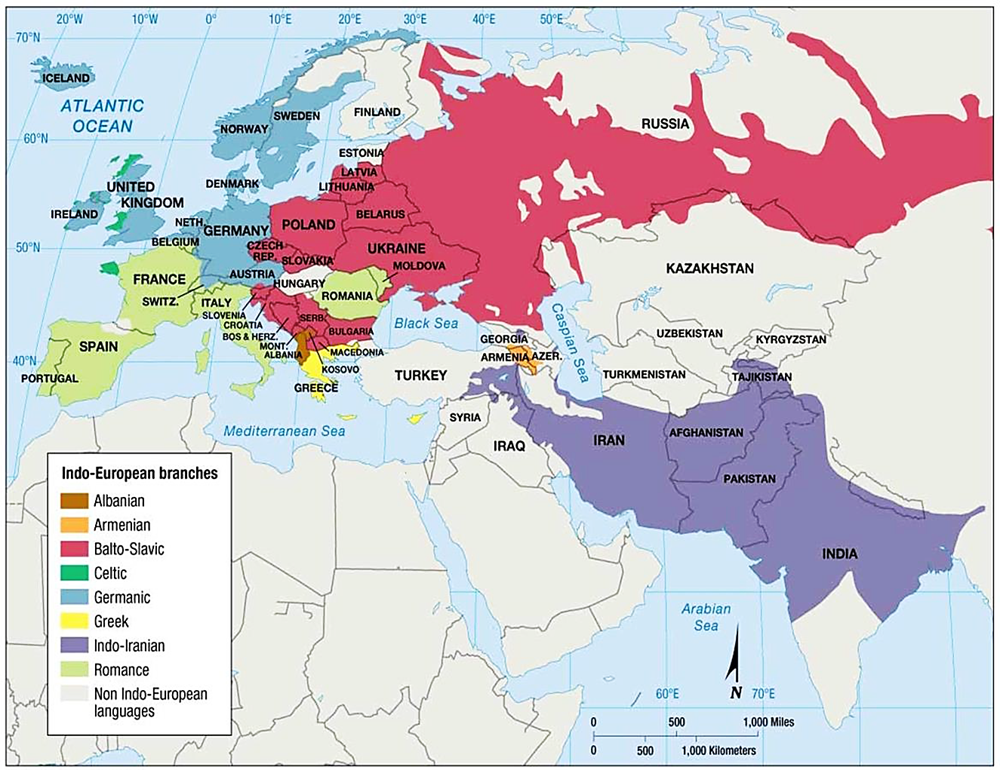 20°W
10°W
0°
10°E
20°E
30°E
40°E
50°E
70°N
ICELAND
ATLANTIC
OCEAN
FINLAND
SWEDEN
NORWAY
RUSSIA
60°N
ESTONIA
LATVIA
LITHUANIA
DENMARK
UNITED
KINGDOM
IRELAND
NETH.
GERMANY
POLAND
BELARUS
BELGIUM
50°N
CZECH
REP.
SLOVAKIA
UKRAINE
MOLDOVA
KAZAKHSTAN
FRANCE
AUSTRIA
HUNGARY
ROMANIA
SWITZ.
ITALY
SLOVENIA
CROATIA
BOS & HERZ.
SERB.
BULGARIA
Black Sea
Caspian Sea
GEORGIA
UZBEKISTAN
KYRGYZSTAN
SPAIN
MONT.
ALBANIA
MACEDONIA
KOSOVO
ARMENIA
AZER.
40°N
PORTUGAL
GREECE
TURKEY
TURKMENISTAN
TAJIKISTAN
Mediterranean Sea
SYRIA
IRAQ
IRAN
AFGHANISTAN
PAKISTAN
INDIA
Arabian
Sea
Indo-European branches
Albanian
Armenian
Balto-Slavic
Celtic
Germanic
Greek
Indo-Iranian
Romance
Non Indo-European
languages
60°E
N
70°E
0
500
1,000 Miles
0
500
1,000 Kilometers